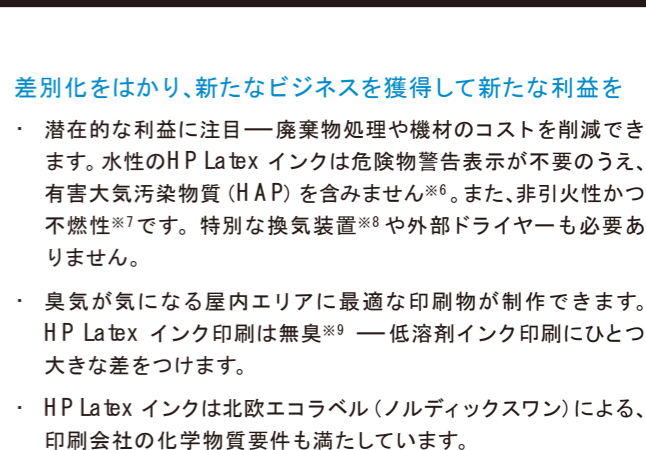 差別化をはかり、新たなビジネスを獲得して新たな利益を
・ 潜在的な利益に注目──廃棄物処理や機材のコストを削減でき
ます。水性のHP Latex インクは危険物警告表示が不要のうえ、
有害大気汚染物質（HAP）を含みません※6。また、非引火性かつ
不燃性※7です。特別な換気装置※8や外部ドライヤーも必要あ
りません。
・ 臭気が気になる屋内エリアに最適な印刷物が制作できます。
HP Latex インク印刷は無臭※9 ──低溶剤インク印刷にひとつ
大きな差をつけます。
・ HP Latex インクは北欧エコラベル（ノルディックスワン）による、
印刷会社の化学物質要件も満たしています。